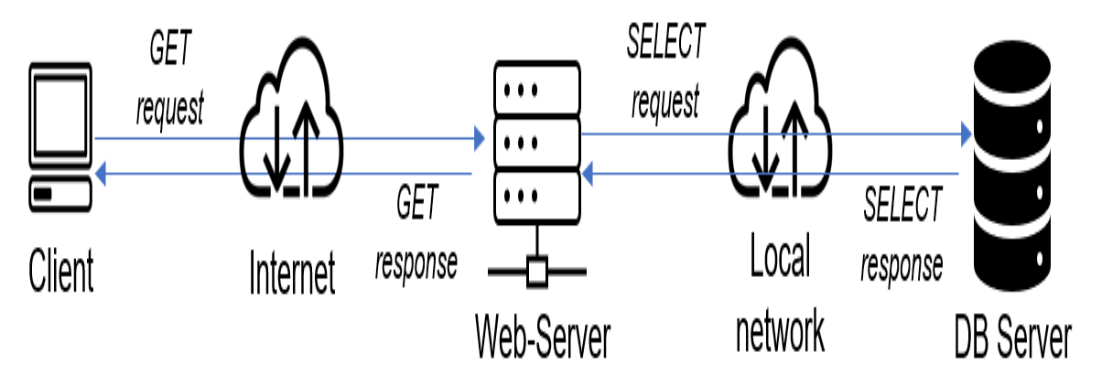 GET
request
SELECT
request
GET
response
SELECT
response
Client
Internet
Web-Server
Local
network
DB Server